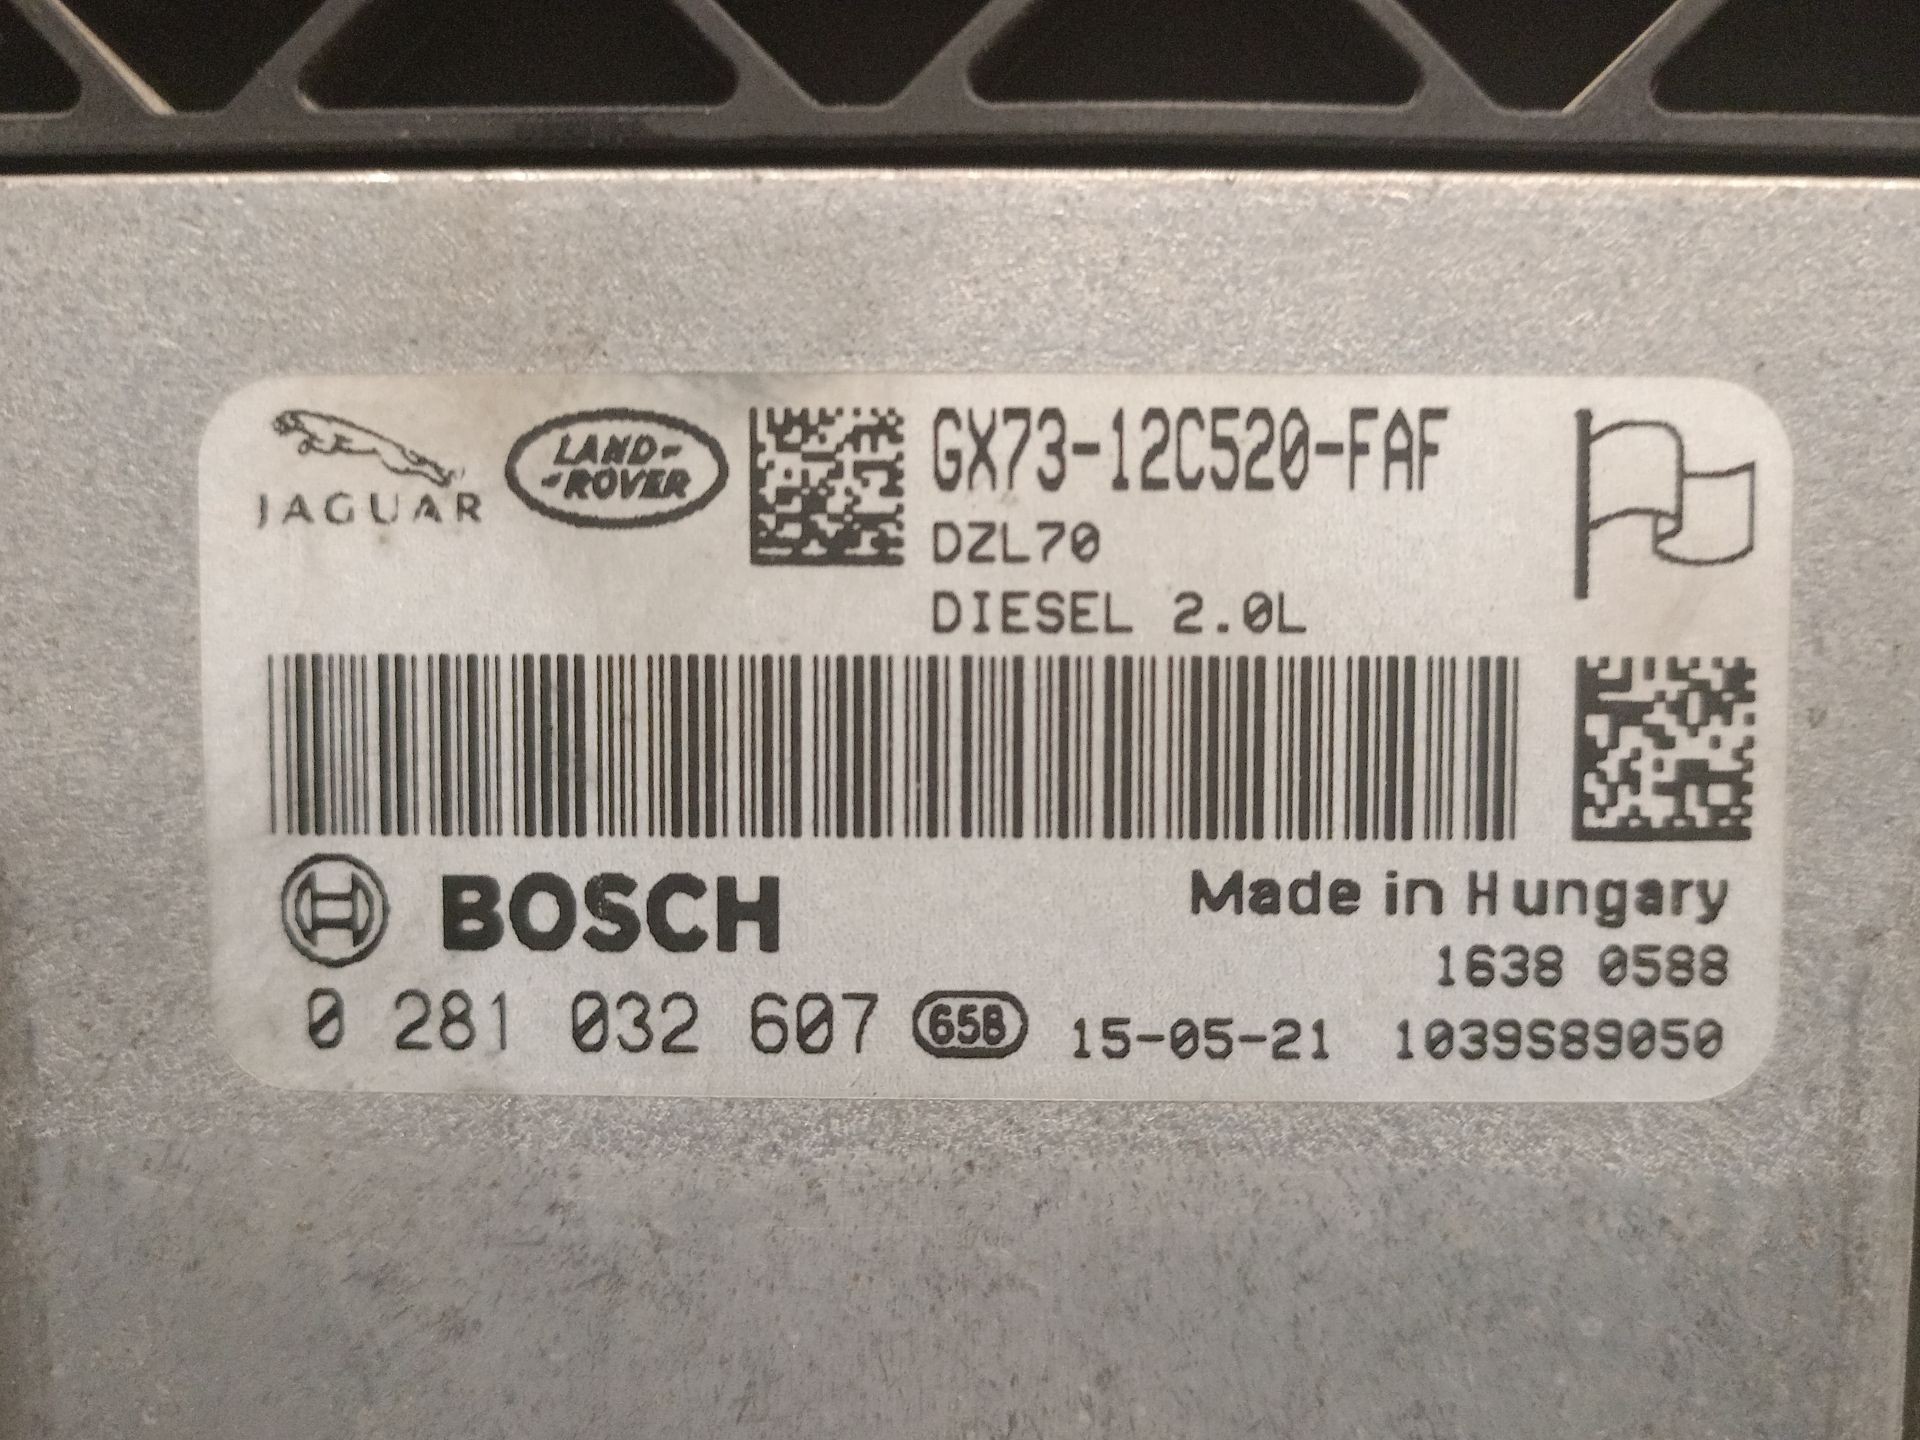 JAGUAR
LAND-
-ROVER
GX73-12C520-FAF
DZL70
DIESEL 2.0L
BOSCH
Made in Hungary
1638 0588
0 281 032 607 658 15-05-21 1039S89050